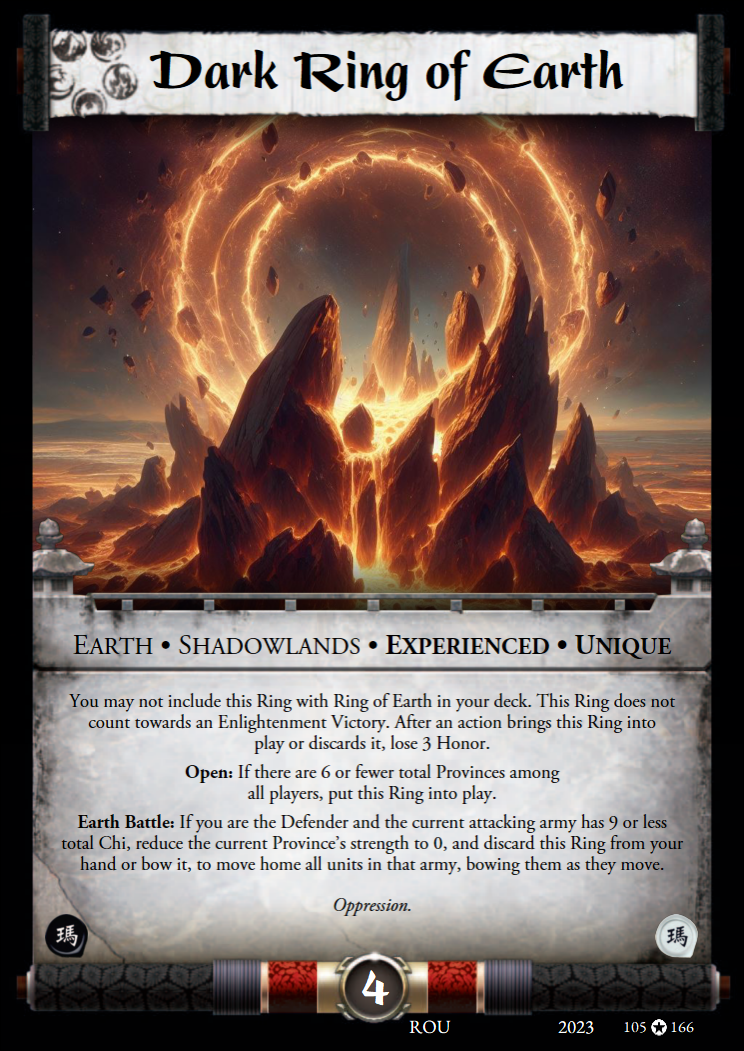 Dark Ring of Earth
EARTH • SHADOWLANDS • EXPERIENCED • UNIQUE
You may not include this Ring with Ring of Earth in your deck. This Ring does not
count towards an Enlightenment Victory. After an action brings this Ring into
play or discards it, lose 3 Honor.
Open: If there are 6 or fewer total Provinces among
all players, put this Ring into play.
Earth Battle: If you are the Defender and the current attacking army has 9 or less
total Chi, reduce the current Province's strength to 0, and discard this Ring from your
hand or bow it, to move home all units in that army, bowing them as they move.
Oppression.
瑪 瑪
4
ROU 2023 105 ✪ 166